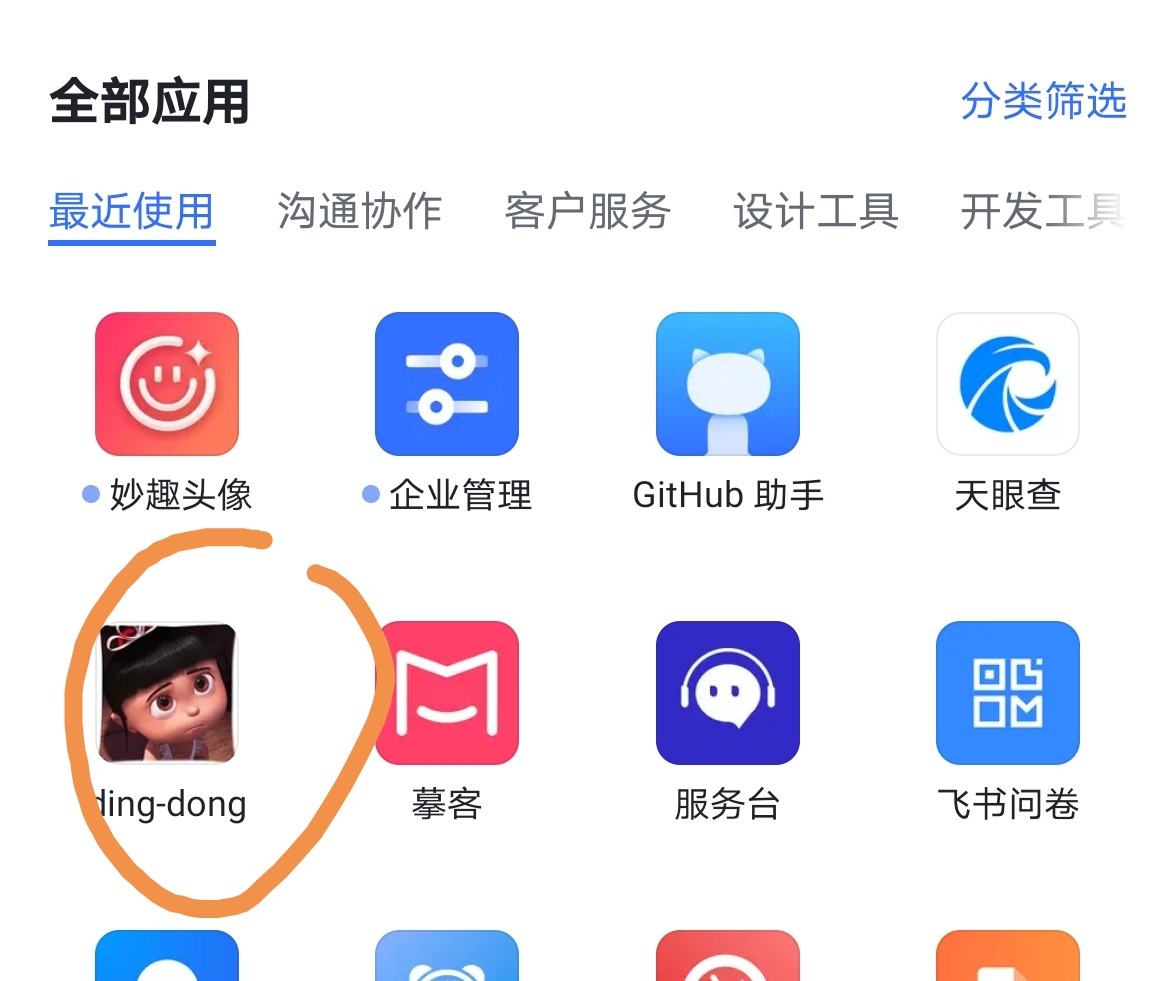 全部应用 分类筛选
最近使用 沟通协作 客户服务 设计工具 开发工具
妙趣头像 企业管理 GitHub 助手 天眼查
ding-dong 摹客 服务台 飞书问卷